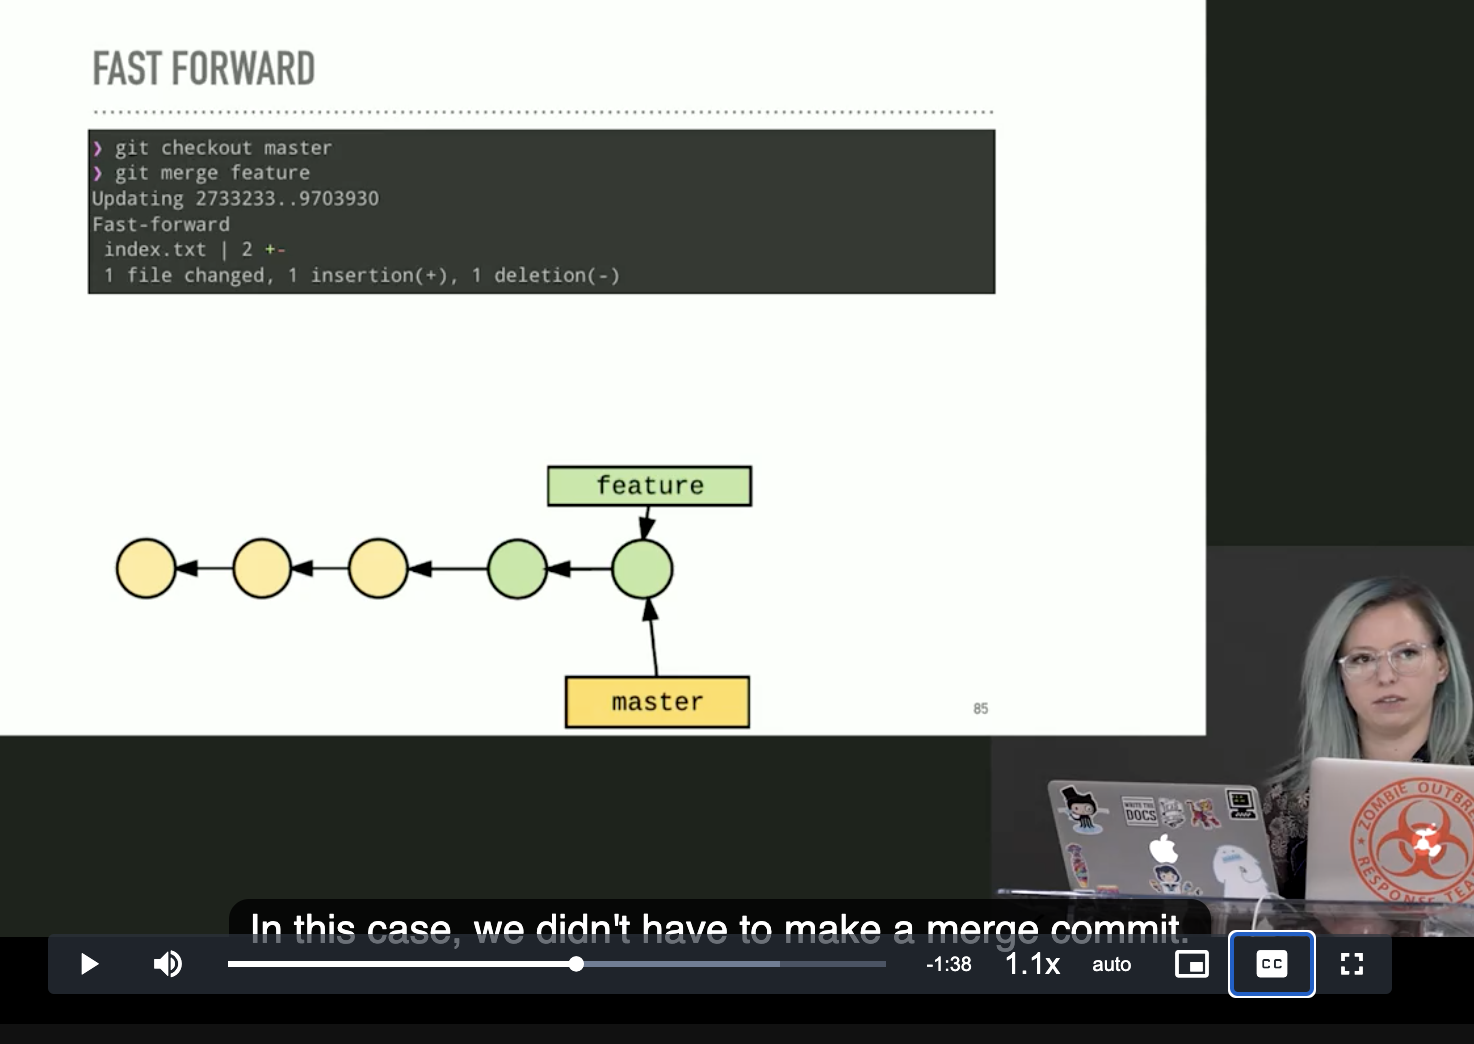 FAST FORWARD
❯ git checkout master
❯ git merge feature
Updating 2733233..9703930
Fast-forward
index.txt | 2 +-
1 file changed, 1 insertion(+), 1 deletion(-)
feature
master
85
WRITE THE
DOCS
ZOMBIE OUTBRE
RESPONSE TEA
In this case, we didn't have to make a merge commit.
-1:38
1.1x
auto
CC